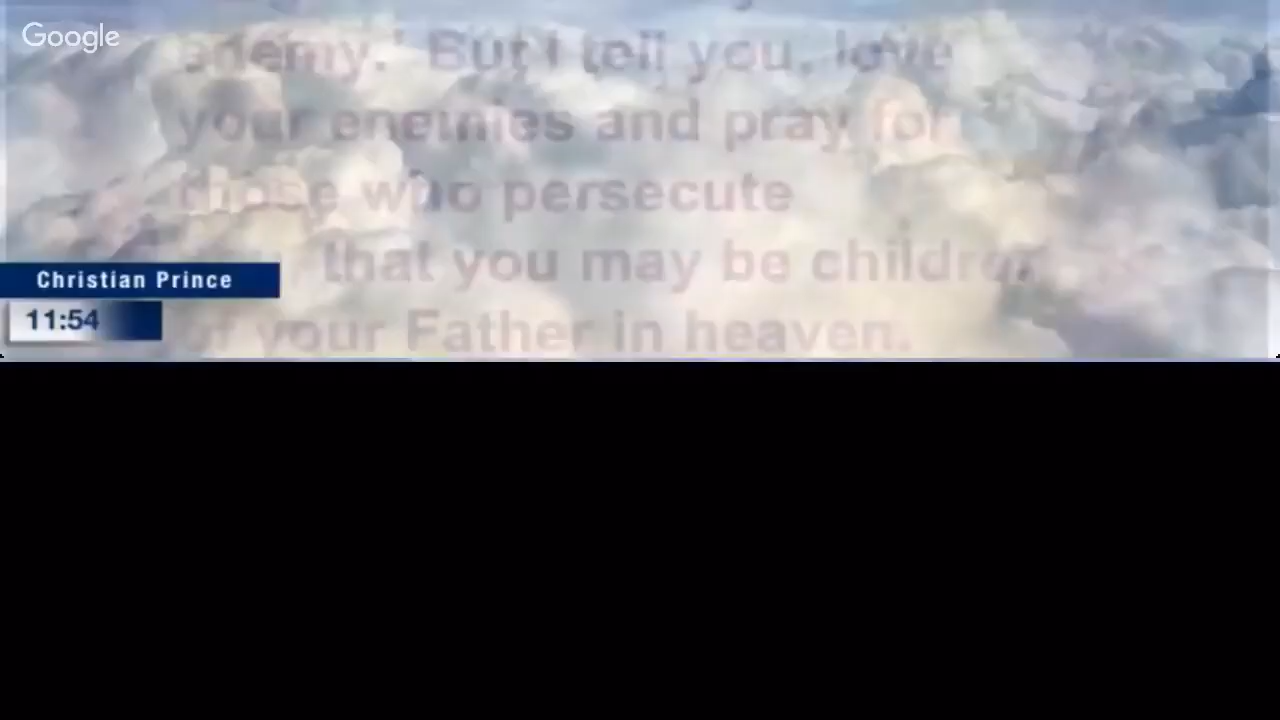 Google
enemy.' But I tell you, love
your enemies and pray for
those who persecute
that you may be children
of your Father in heaven.
Christian Prince
11:54